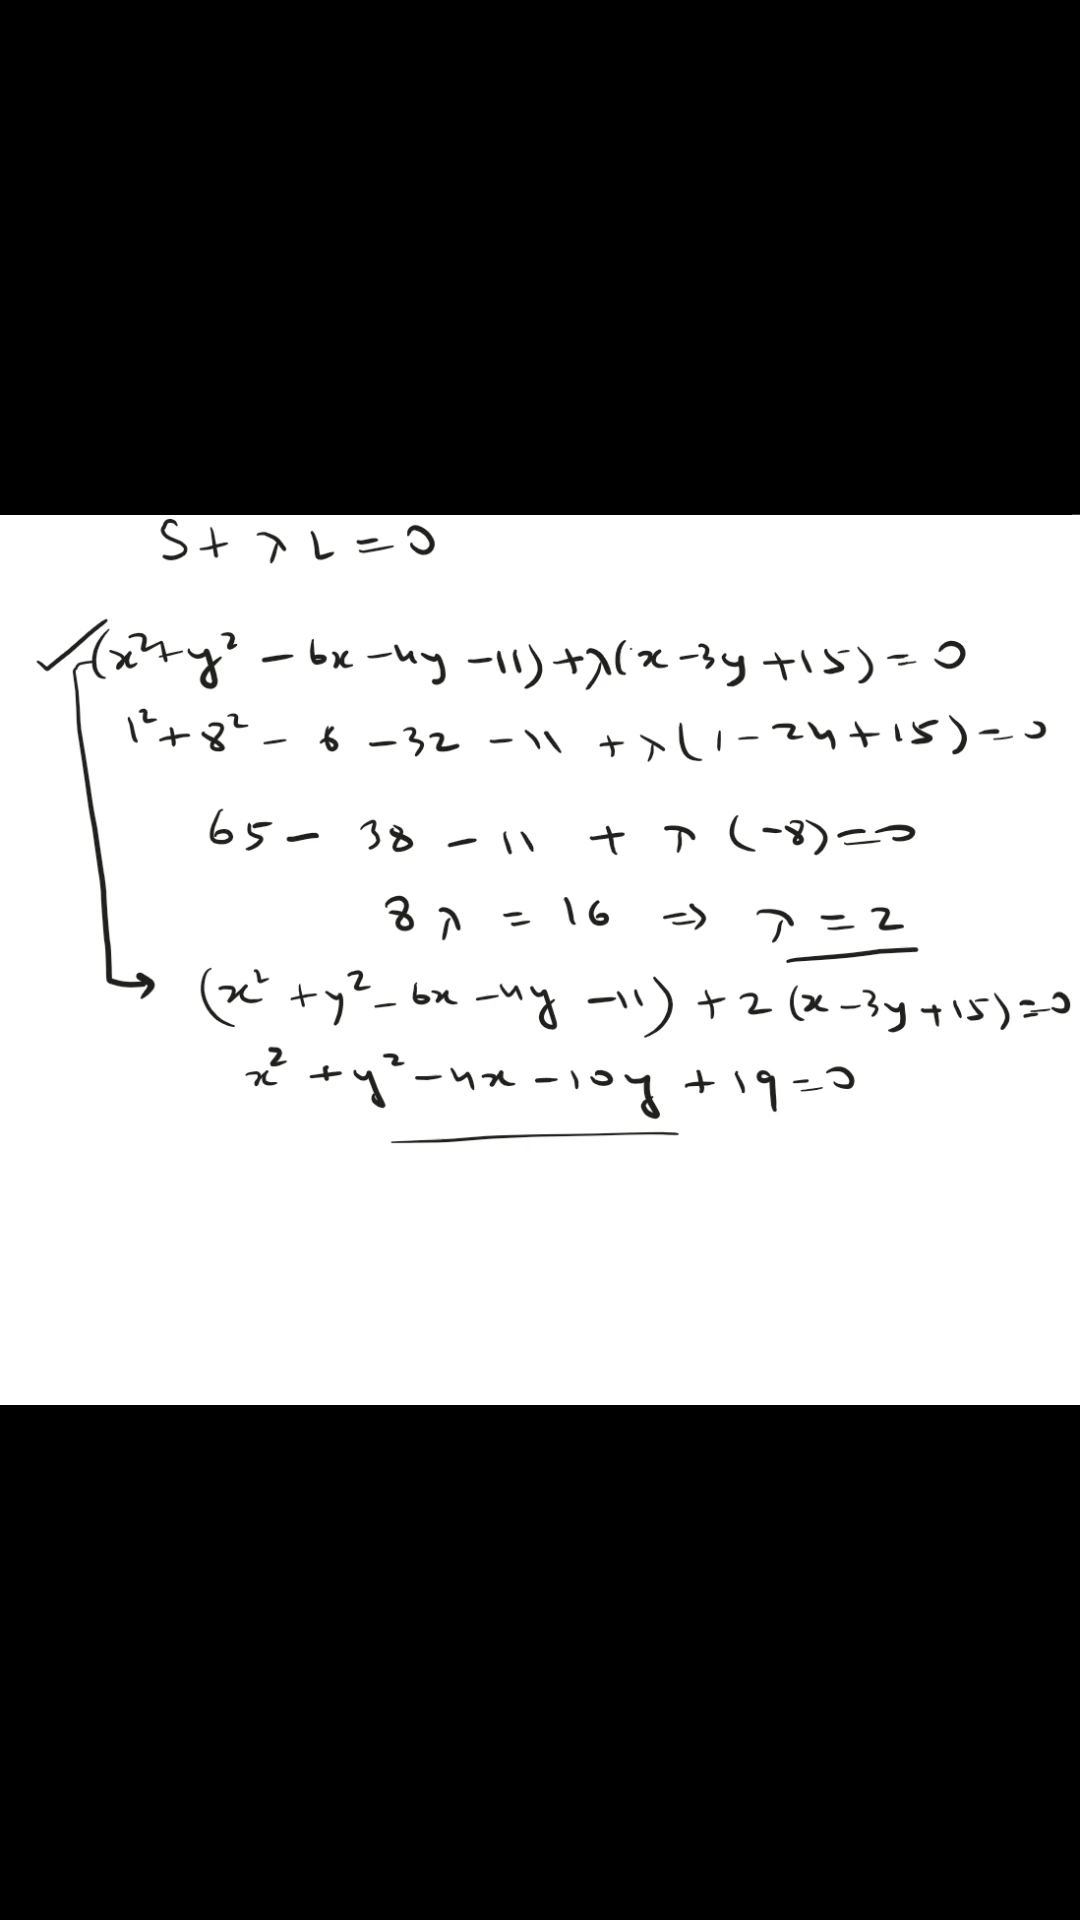 S + λL = 0
(x² + y² - 6x - 4y - 11) + λ(x - 3y + 15) = 0
1² + 8² - 6 - 32 - 11 + λ(1 - 24 + 15) = 0
65 - 38 - 11 + λ(-8) = 0
8λ = 16 ⇒ λ = 2
(x² + y² - 6x - 4y - 11) + 2(x - 3y + 15) = 0
x² + y² - 4x - 10y + 19 = 0